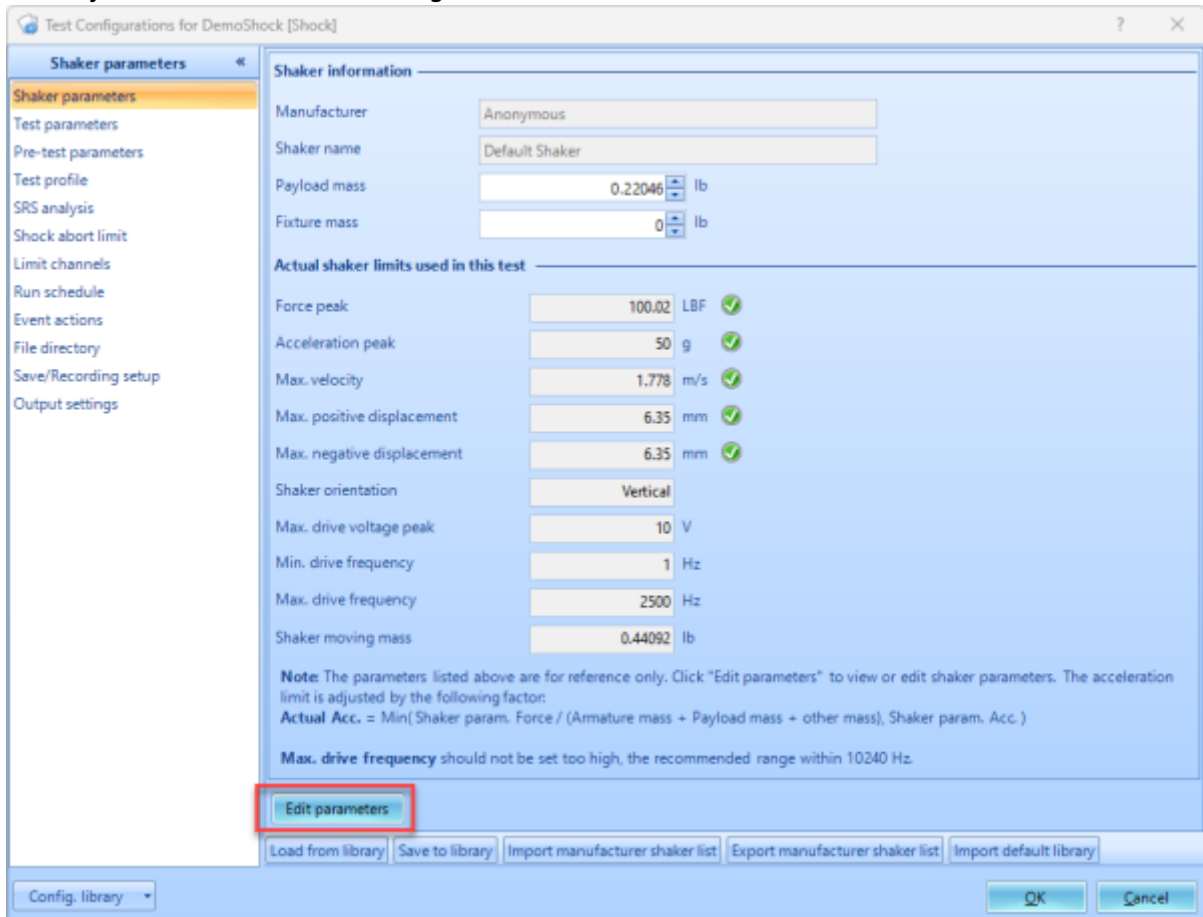 Test Configurations for DemoShock [Shock] ? ×
Shaker parameters «
Shaker parameters
Test parameters
Pre-test parameters
Test profile
SRS analysis
Shock abort limit
Limit channels
Run schedule
Event actions
File directory
Save/Recording setup
Output settings
Shaker information
Manufacturer Anonymous
Shaker name Default Shaker
Payload mass 0.22046 lb
Fixture mass 0 lb
Actual shaker limits used in this test
Force peak 100.02 LBF
Acceleration peak 50 g
Max. velocity 1.778 m/s
Max. positive displacement 6.35 mm
Max. negative displacement 6.35 mm
Shaker orientation Vertical
Max. drive voltage peak 10 V
Min. drive frequency 1 Hz
Max. drive frequency 2500 Hz
Shaker moving mass 0.44092 lb
Note: The parameters listed above are for reference only. Click "Edit parameters" to view or edit shaker parameters. The acceleration
limit is adjusted by the following factor:
Actual Acc. = Min( Shaker param. Force / (Armature mass + Payload mass + other mass), Shaker param. Acc. )
Max. drive frequency should not be set too high, the recommended range within 10240 Hz.
Edit parameters
Load from library Save to library Import manufacturer shaker list Export manufacturer shaker list Import default library
Config. library OK Cancel